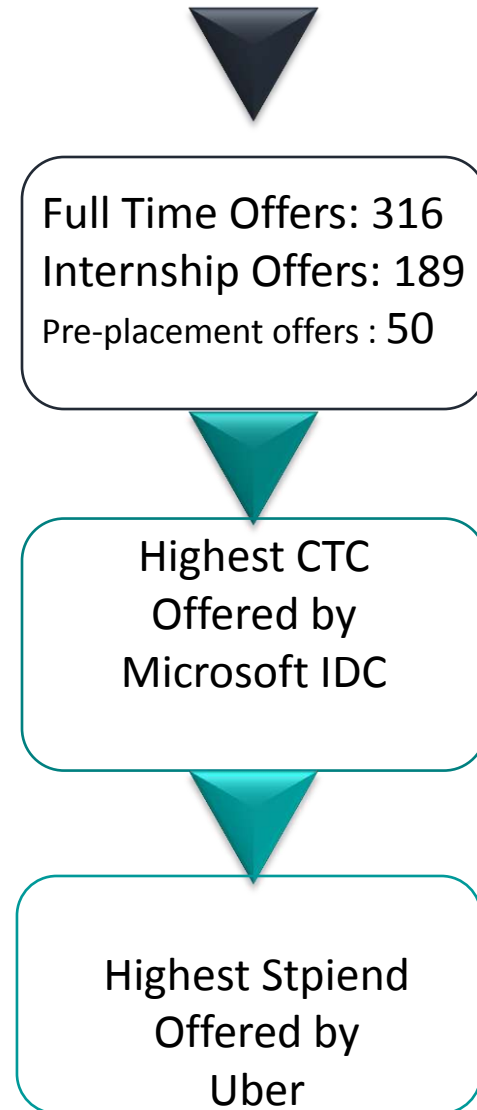 Full Time Offers: 316
Internship Offers: 189
Pre-placement offers : 50
Highest CTC
Offered by
Microsoft IDC
Highest Stpiend
Offered by
Uber